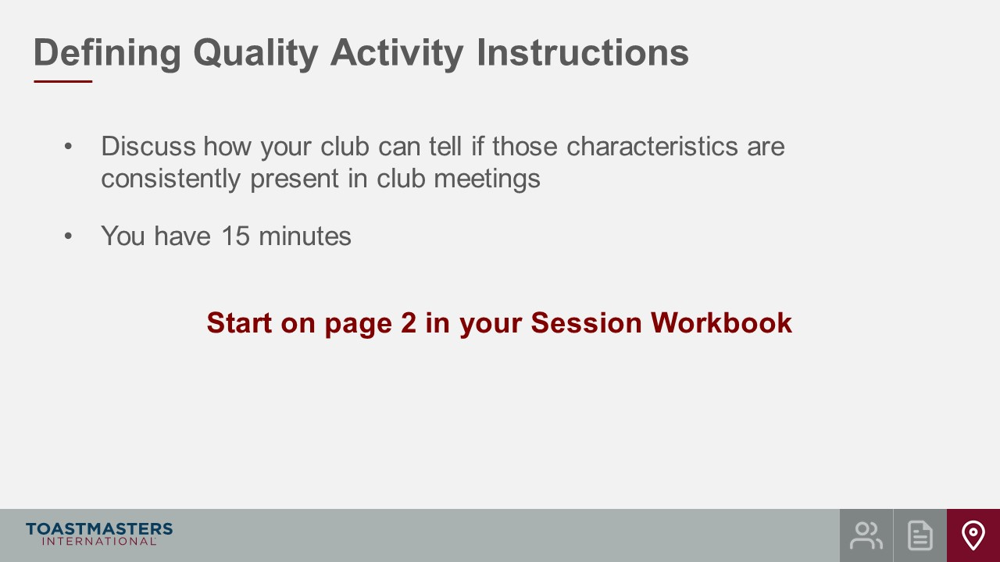 Defining Quality Activity Instructions
• Discuss how your club can tell if those characteristics are
consistently present in club meetings
• You have 15 minutes
Start on page 2 in your Session Workbook
TOASTMASTERS
INTERNATIONAL